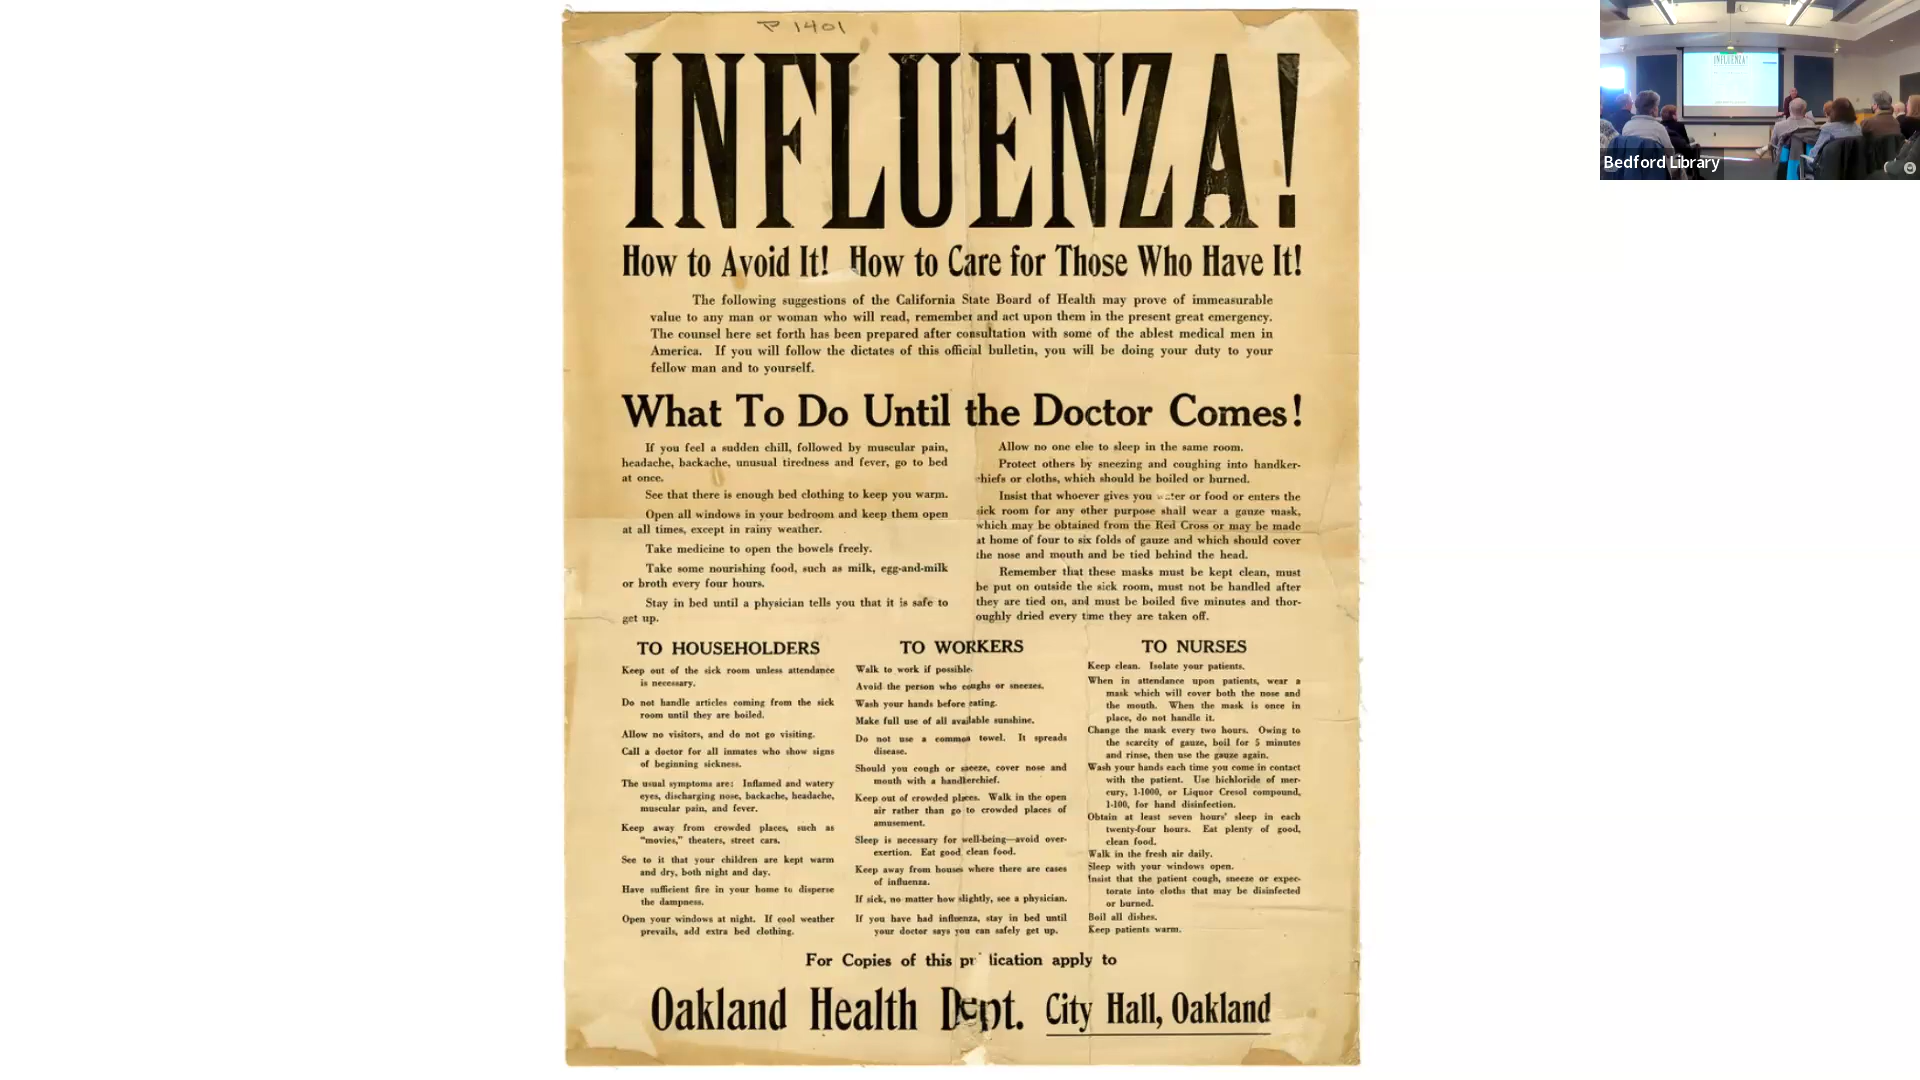 P 1401
INFLUENZA!
How to Avoid It! How to Care for Those Who Have It!
The following suggestions of the California State Board of Health may prove of immeasurable
value to any man or woman who will read, remember and act upon them in the present great emergency.
The counsel here set forth has been prepared after consultation with some of the ablest medical men in
America. If you will follow the dictates of this official bulletin, you will be doing your duty to your
fellow man and to yourself.
What To Do Until the Doctor Comes!
If you feel a sudden chill, followed by muscular pain,
headache, backache, unusual tiredness and fever, go to bed
at once.
See that there is enough bed clothing to keep you warm.
Open all windows in your bedroom and keep them open
at all times, except in rainy weather.
Take medicine to open the bowels freely.
Take some nourishing food, such as milk, egg-and-milk
or broth every four hours.
Stay in bed until a physician tells you that it is safe to
get up.
Allow no one else to sleep in the same room.
Protect others by sneezing and coughing into handker-
chiefs or cloths, which should be boiled or burned.
Insist that whoever gives you water or food or enters the
sick room for any other purpose shall wear a gauze mask,
which may be obtained from the Red Cross or may be made
at home of four to six folds of gauze and which should cover
the nose and mouth and be tied behind the head.
Remember that these masks must be kept clean, must
be put on outside the sick room, must not be handled after
they are tied on, and must be boiled five minutes and thor-
oughly dried every time they are taken off.
TO HOUSEHOLDERS
Keep out of the sick room unless attendance
is necessary.
Do not handle articles coming from the sick
room until they are boiled.
Allow no visitors, and do not go visiting.
Call a doctor for all inmates who show signs
of beginning sickness.
The usual symptoms are: Inflamed and watery
eyes, discharging nose, backache, headache,
muscular pain, and fever.
Keep away from crowded places, such as
"movies," theaters, street cars.
See to it that your children are kept warm
and dry, both night and day.
Have sufficient fire in your home to disperse
the dampness.
Open your windows at night. If cool weather
prevails, add extra bed clothing.
TO WORKERS
Walk to work if possible.
Avoid the person who coughs or sneezes.
Wash your hands before eating.
Make full use of all available sunshine.
Do not use a common towel. It spreads
disease.
Should you cough or sneeze, cover nose and
mouth with a handkerchief.
Keep out of crowded places. Walk in the open
air rather than go to crowded places of
amusement.
Sleep is necessary for well-being—avoid over-
exertion. Eat good clean food.
Keep away from houses where there are cases
of influenza.
If sick, no matter how slightly, see a physician.
If you have had influenza, stay in bed until
your doctor says you can safely get up.
TO NURSES
Keep clean. Isolate your patients.
When in attendance upon patients, wear a
mask which will cover both the nose and
the mouth. When the mask is once in
place, do not handle it.
Change the mask every two hours. Owing to
the scarcity of gauze, boil for 5 minutes
and rinse, then use the gauze again.
Wash your hands each time you come in contact
with the patient. Use bichloride of mer-
cury, 1-1000, or Liquor Cresol compound,
1-100, for hand disinfection.
Obtain at least seven hours' sleep in each
twenty-four hours. Eat plenty of good,
clean food.
Walk in the fresh air daily.
Sleep with your windows open.
Insist that the patient cough, sneeze or expec-
torate into cloths that may be disinfected
or burned.
Boil all dishes.
Keep patients warm.
For Copies of this publication apply to
Oakland Health Dept. City Hall, Oakland
INFLUENZA!
Bedford Library